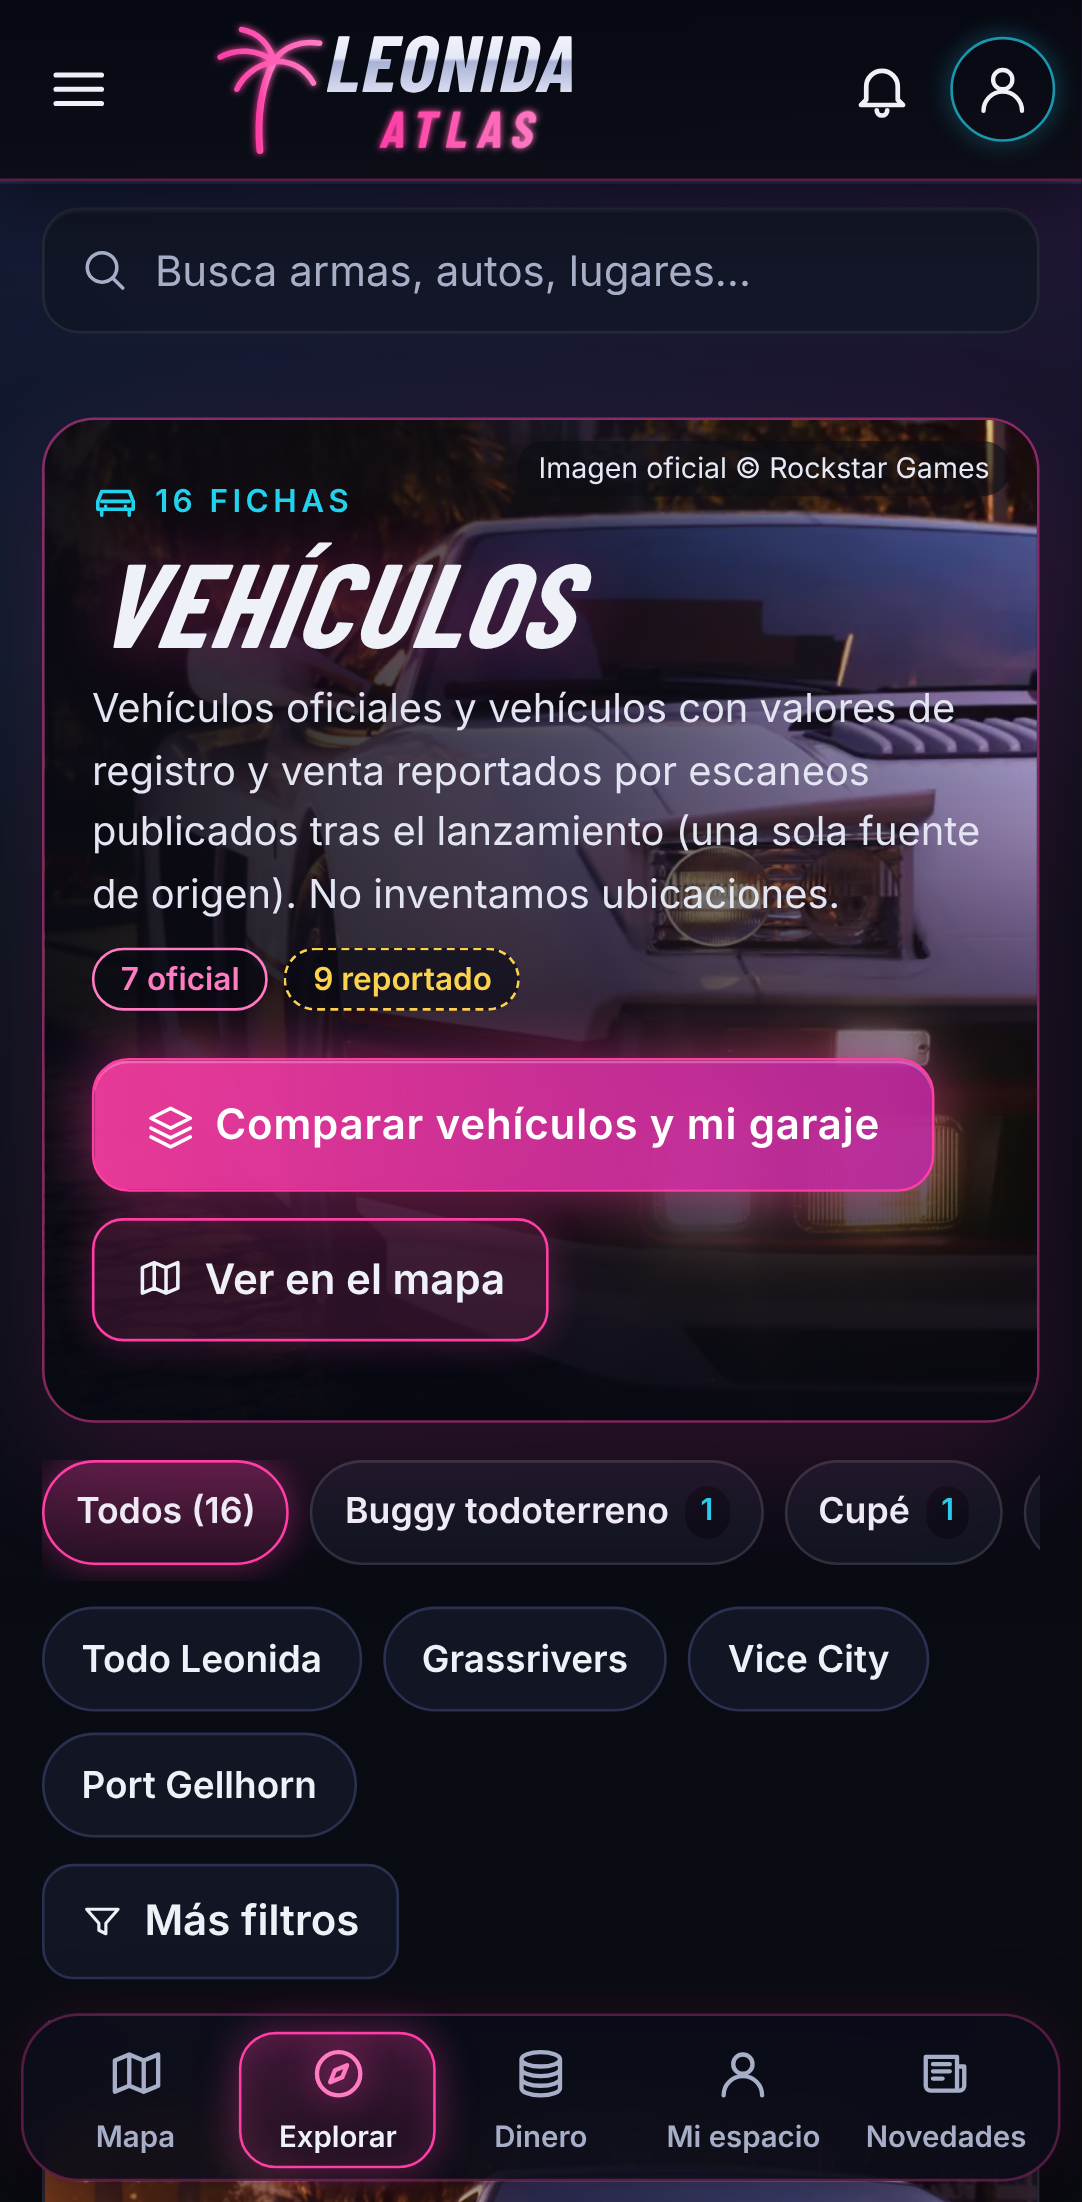 LEONIDA
ATLAS
Busca armas, autos, lugares...
Imagen oficial © Rockstar Games
16 FICHAS
VEHÍCULOS
Vehículos oficiales y vehículos con valores de
registro y venta reportados por escaneos
publicados tras el lanzamiento (una sola fuente
de origen). No inventamos ubicaciones.
7 oficial 9 reportado
Comparar vehículos y mi garaje
Ver en el mapa
Todos (16) Buggy todoterreno 1 Cupé 1
Todo Leonida Grassrivers Vice City
Port Gellhorn
Más filtros
Mapa Explorar Dinero Mi espacio Novedades